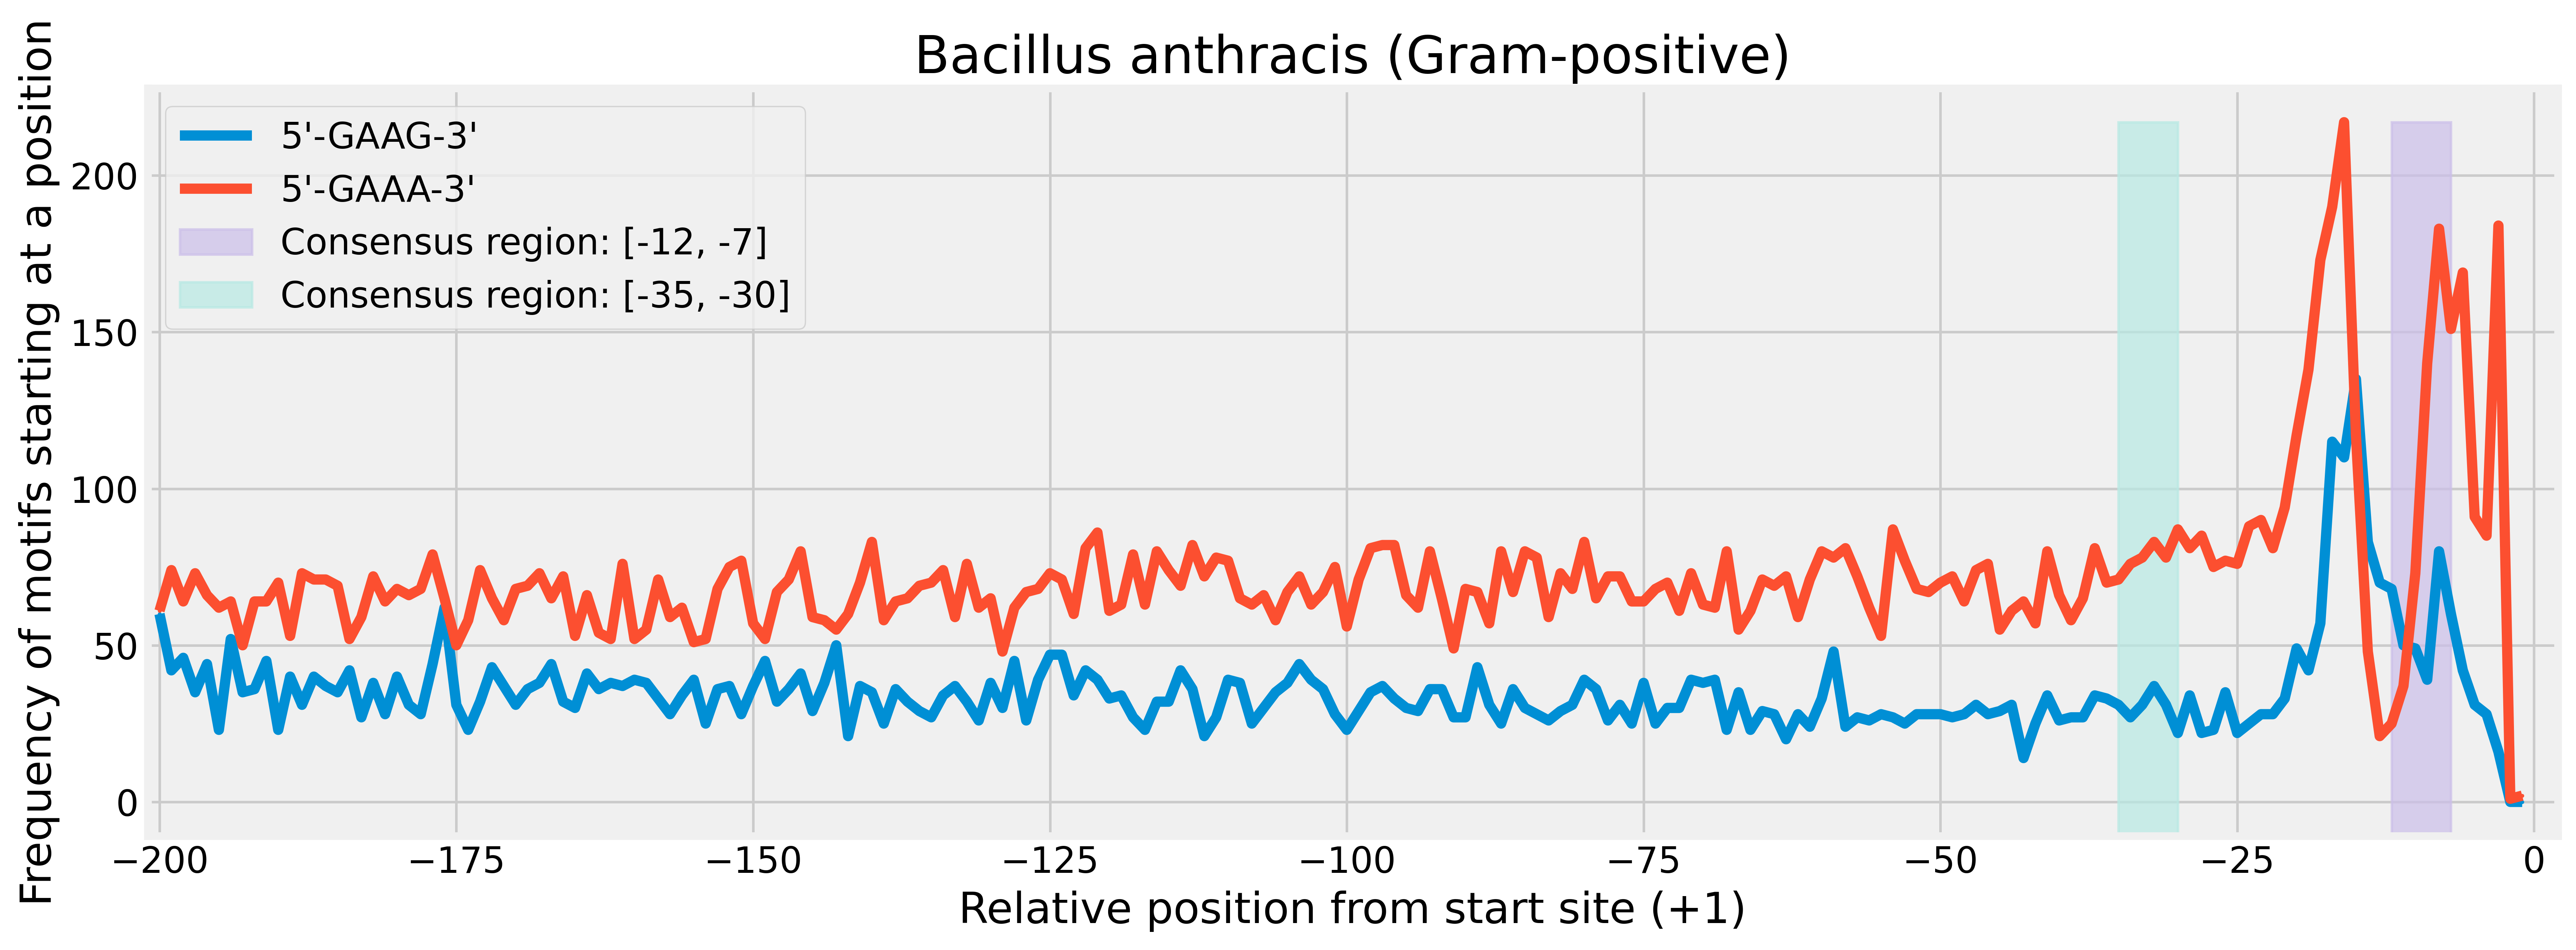 Bacillus anthracis (Gram-positive)
Frequency of motifs starting at a position
200
150
100
50
0
5'-GAAG-3'
5'-GAAA-3'
Consensus region: [-12, -7]
Consensus region: [-35, -30]
−200 −175 −150 −125 −100 −75 −50 −25 0
Relative position from start site (+1)